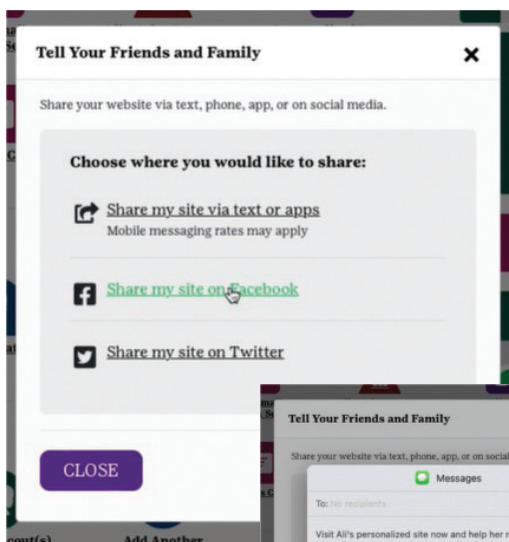 Tell Your Friends and Family
Share your website via text, phone, app, or on social media.
Choose where you would like to share:
Share my site via text or apps
Mobile messaging rates may apply
Share my site on Facebook
Share my site on Twitter
CLOSE
Add Another
Tell Your Friends and Family
Share your website via text, phone, app, or on social
Messages
To: No recipients
Visit Ali's personalized site now and help her